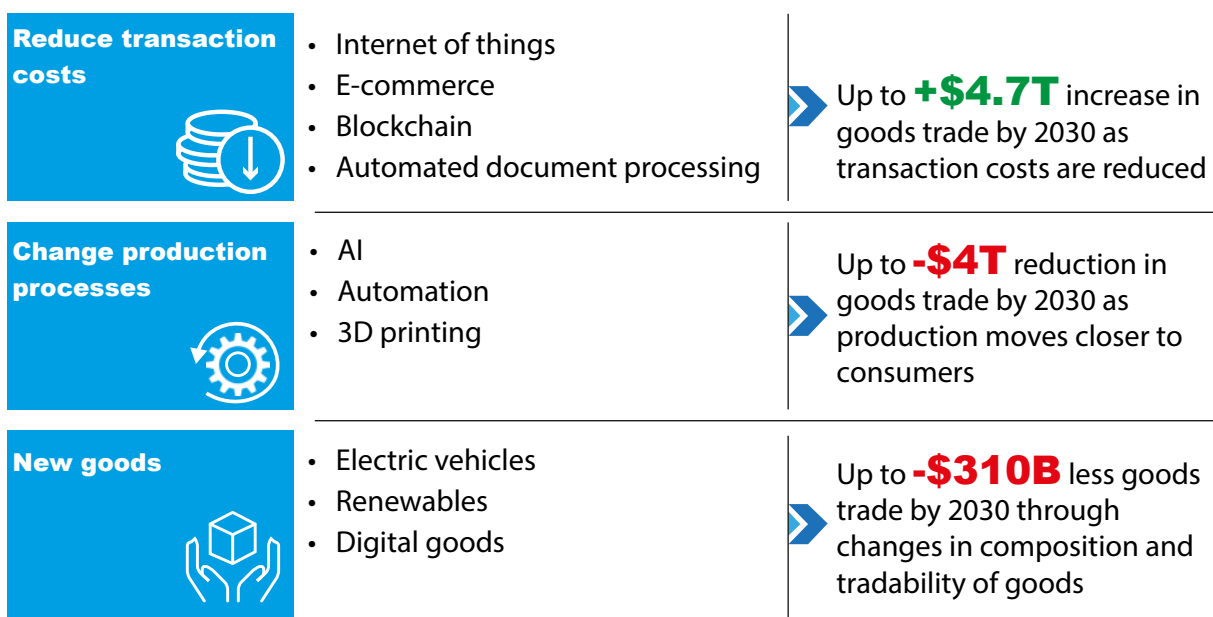 Reduce transaction
costs
• Internet of things
• E-commerce
• Blockchain
• Automated document processing
Up to +$4.7T increase in
goods trade by 2030 as
transaction costs are reduced
Change production
processes
• AI
• Automation
• 3D printing
Up to -$4T reduction in
goods trade by 2030 as
production moves closer to
consumers
New goods
• Electric vehicles
• Renewables
• Digital goods
Up to -$310B less goods
trade by 2030 through
changes in composition and
tradability of goods